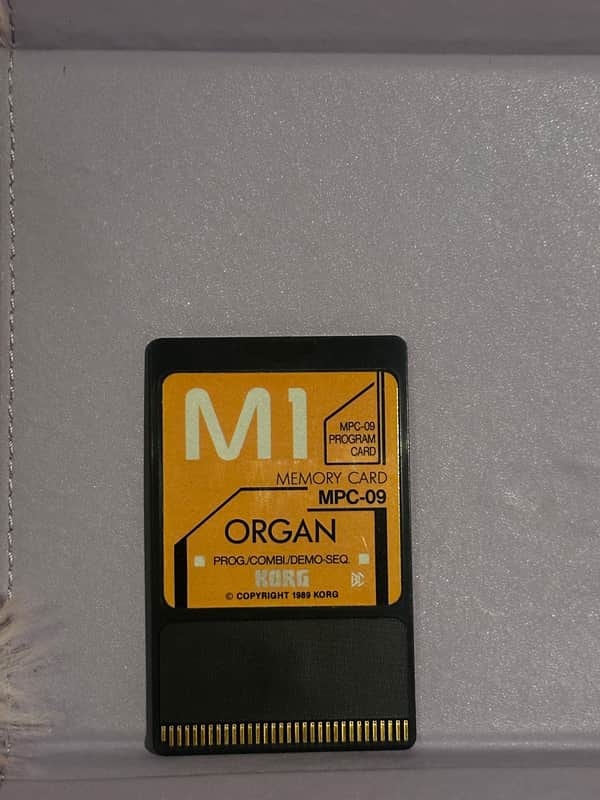 M1
MPC-09
PROGRAM
CARD
MEMORY CARD
MPC-09
ORGAN
PROG./COMBI./DEMO-SEQ.
KORG
© COPYRIGHT 1989 KORG